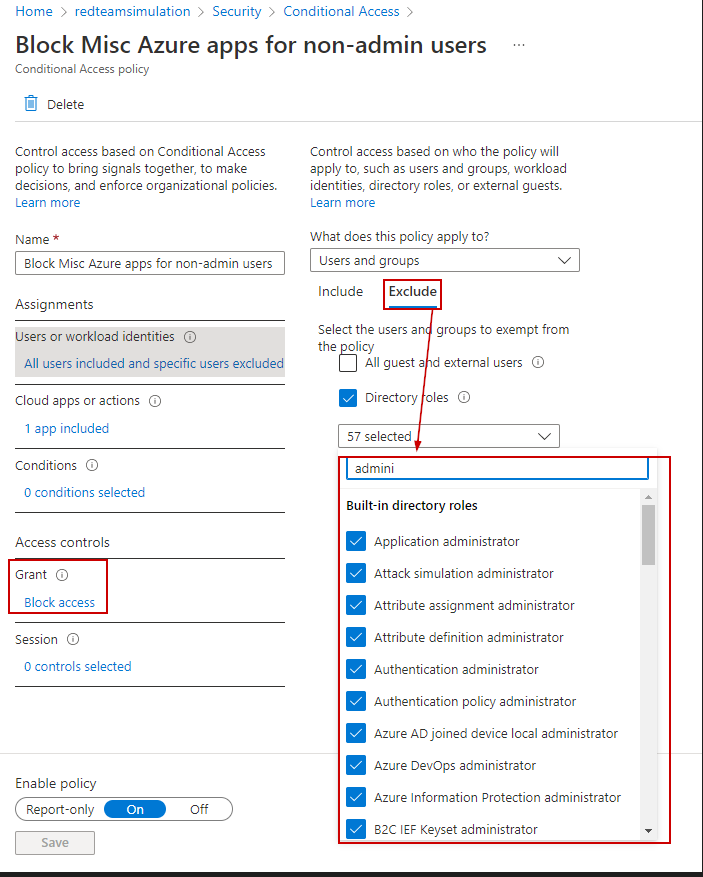 Home > redteamsimulation > Security > Conditional Access >
Block Misc Azure apps for non-admin users ...
Conditional Access policy
Delete
Control access based on Conditional Access
policy to bring signals together, to make
decisions, and enforce organizational policies.
Learn more
Name *
Block Misc Azure apps for non-admin users
Assignments
Users or workload identities
All users included and specific users excluded
Cloud apps or actions
1 app included
Conditions
0 conditions selected
Access controls
Grant
Block access
Session
0 controls selected
Control access based on who the policy will
apply to, such as users and groups, workload
identities, directory roles, or external guests.
Learn more
What does this policy apply to?
Users and groups
Include
Exclude
Select the users and groups to exempt from
the policy
All guest and external users
Directory roles
57 selected
admini
Built-in directory roles
Application administrator
Attack simulation administrator
Attribute assignment administrator
Attribute definition administrator
Authentication administrator
Authentication policy administrator
Azure AD joined device local administrator
Azure DevOps administrator
Azure Information Protection administrator
B2C IEF Keyset administrator
Enable policy
Report-only On Off
Save